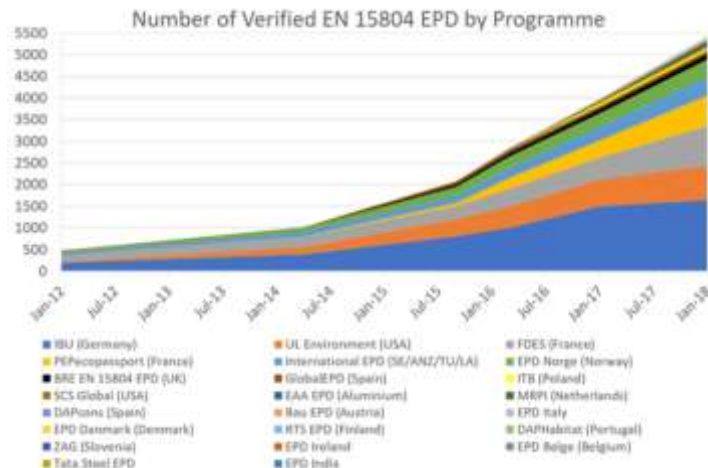 Number of Verified EN 15804 EPD by Programme
5500
5000
4500
4000
3500
3000
2500
2000
1500
1000
500
0
Jan-12 Jul-12 Jan-13 Jul-13 Jan-14 Jul-14 Jan-15 Jul-15 Jan-16 Jul-16 Jan-17 Jul-17 Jan-18
IBU (Germany) UL Environment (USA) FDES (France)
PEPecopassport (France) International EPD (SE/ANZ/TU/LA) EPD Norge (Norway)
BRE EN 15804 EPD (UK) GlobalEPD (Spain) ITB (Poland)
SCS Global (USA) EAA EPD (Aluminium) MRPI (Netherlands)
DAPcons (Spain) Bau EPD (Austria) EPD Italy
EPD Danmark (Denmark) RTS EPD (Finland) DAPHabitat (Portugal)
ZAG (Slovenia) EPD Ireland EPD Belge (Belgium)
Tata Steel EPD EPD India